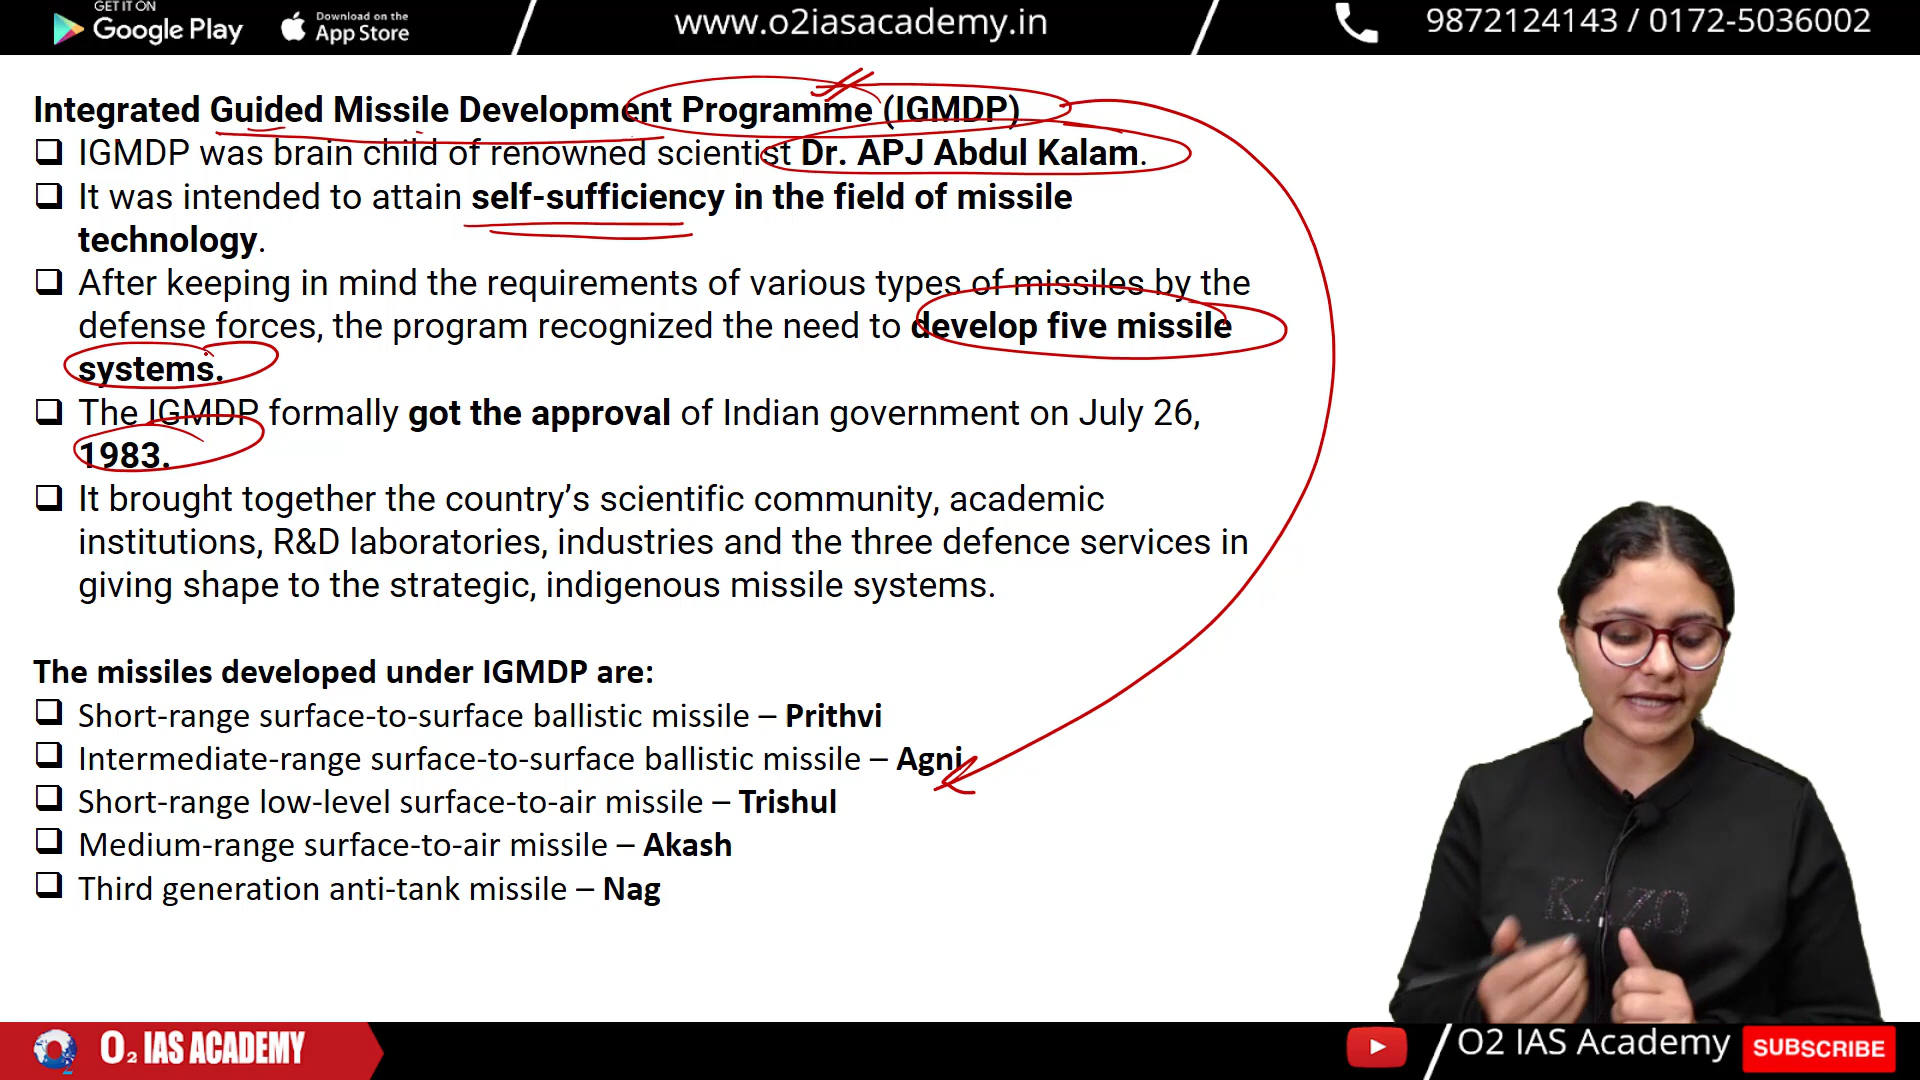 GET IT ON
Google Play
Download on the
App Store
www.o2iasacademy.in
9872124143 / 0172-5036002
Integrated Guided Missile Development Programme (IGMDP)
IGMDP was brain child of renowned scientist Dr. APJ Abdul Kalam.
It was intended to attain self-sufficiency in the field of missile
technology.
After keeping in mind the requirements of various types of missiles by the
defense forces, the program recognized the need to develop five missile
systems.
The IGMDP formally got the approval of Indian government on July 26,
1983.
It brought together the country’s scientific community, academic
institutions, R&D laboratories, industries and the three defence services in
giving shape to the strategic, indigenous missile systems.
The missiles developed under IGMDP are:
Short-range surface-to-surface ballistic missile – Prithvi
Intermediate-range surface-to-surface ballistic missile – Agni
Short-range low-level surface-to-air missile – Trishul
Medium-range surface-to-air missile – Akash
Third generation anti-tank missile – Nag
KAZO
O2 IAS ACADEMY
O2 IAS Academy
SUBSCRIBE